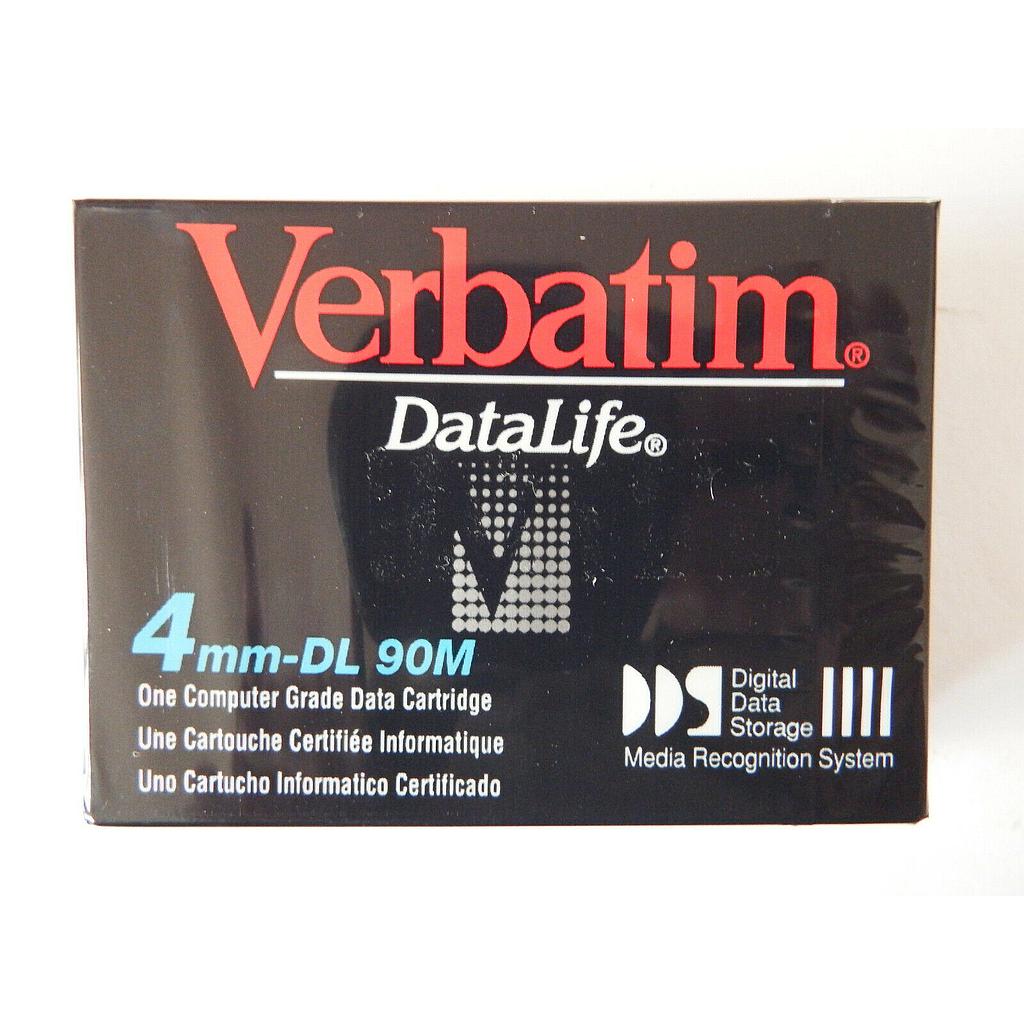 Verbatim®
DataLife®
4mm-DL 90M
One Computer Grade Data Cartridge
Une Cartouche Certifiée Informatique
Uno Cartucho Informatico Certificado
DDS Digital
Data
Storage
Media Recognition System